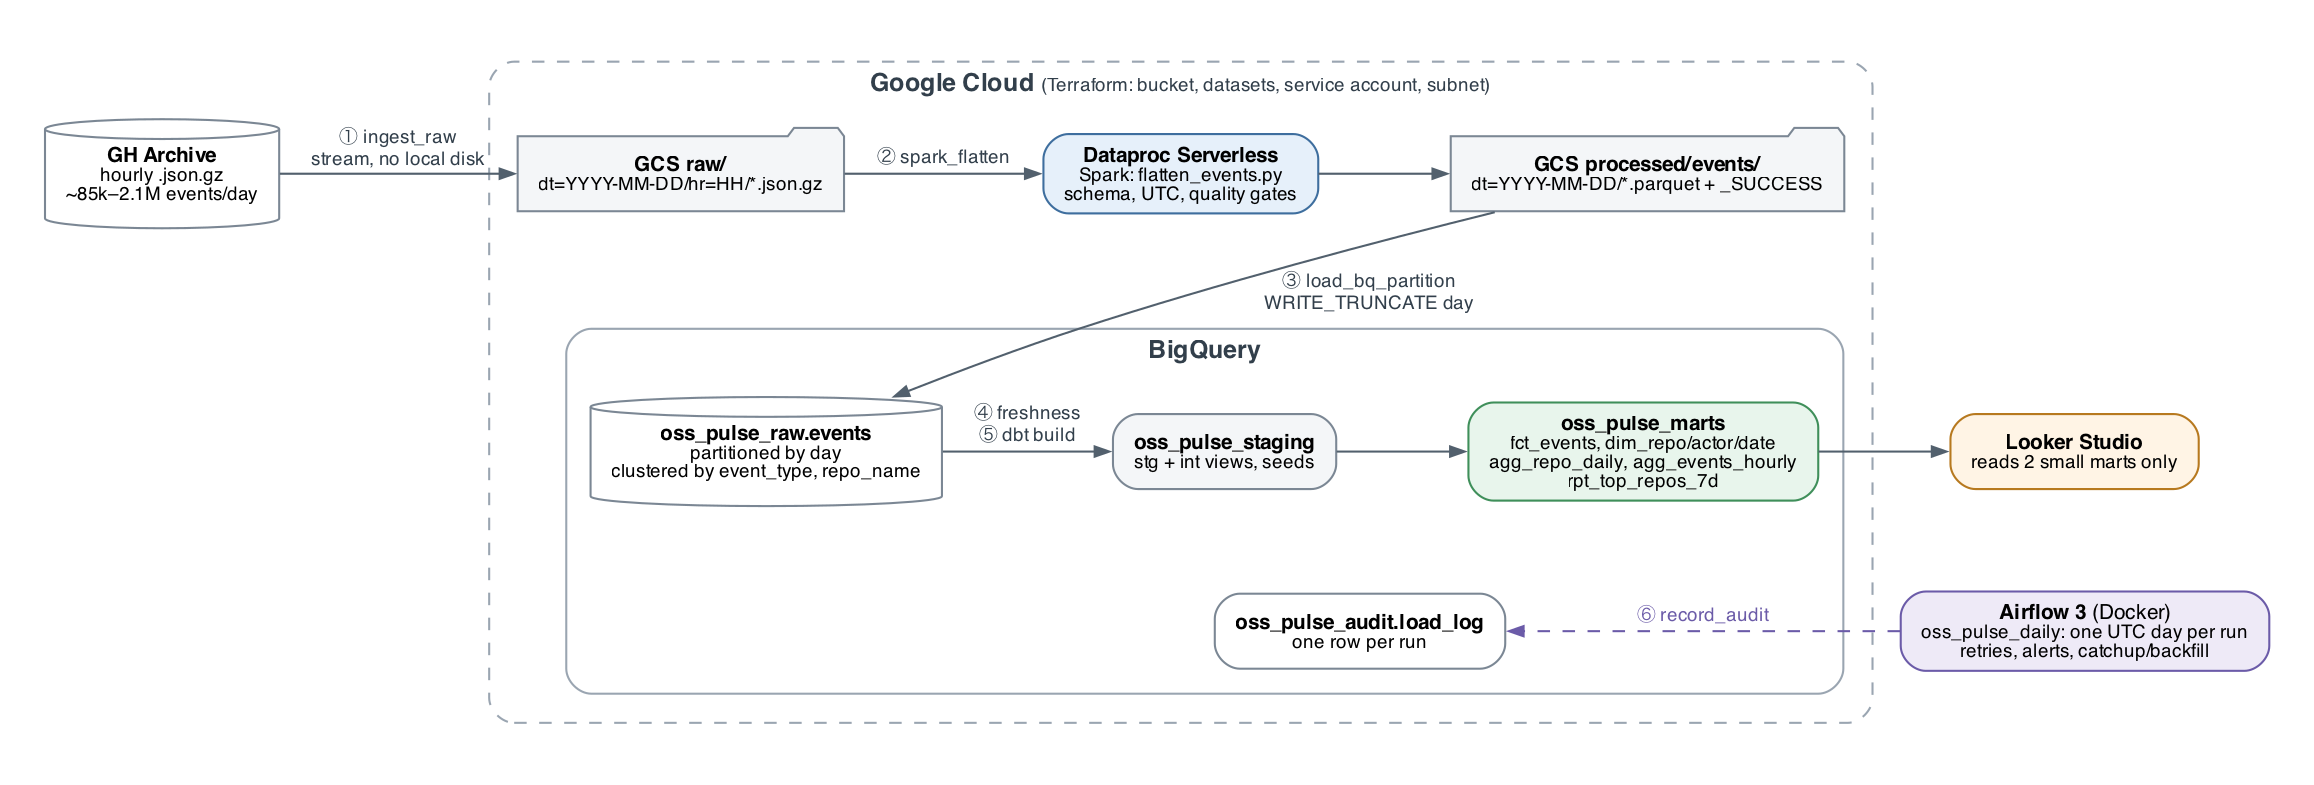 Google Cloud (Terraform: bucket, datasets, service account, subnet)
GH Archive
hourly .json.gz
~85k–2.1M events/day
① ingest_raw
stream, no local disk
GCS raw/
dt=YYYY-MM-DD/hr=HH/*.json.gz
② spark_flatten
Dataproc Serverless
Spark: flatten_events.py
schema, UTC, quality gates
GCS processed/events/
dt=YYYY-MM-DD/*.parquet + _SUCCESS
③ load_bq_partition
WRITE_TRUNCATE day
BigQuery
oss_pulse_raw.events
partitioned by day
clustered by event_type, repo_name
④ freshness
⑤ dbt build
oss_pulse_staging
stg + int views, seeds
oss_pulse_marts
fct_events, dim_repo/actor/date
agg_repo_daily, agg_events_hourly
rpt_top_repos_7d
Looker Studio
reads 2 small marts only
oss_pulse_audit.load_log
one row per run
⑥ record_audit
Airflow 3 (Docker)
oss_pulse_daily: one UTC day per run
retries, alerts, catchup/backfill